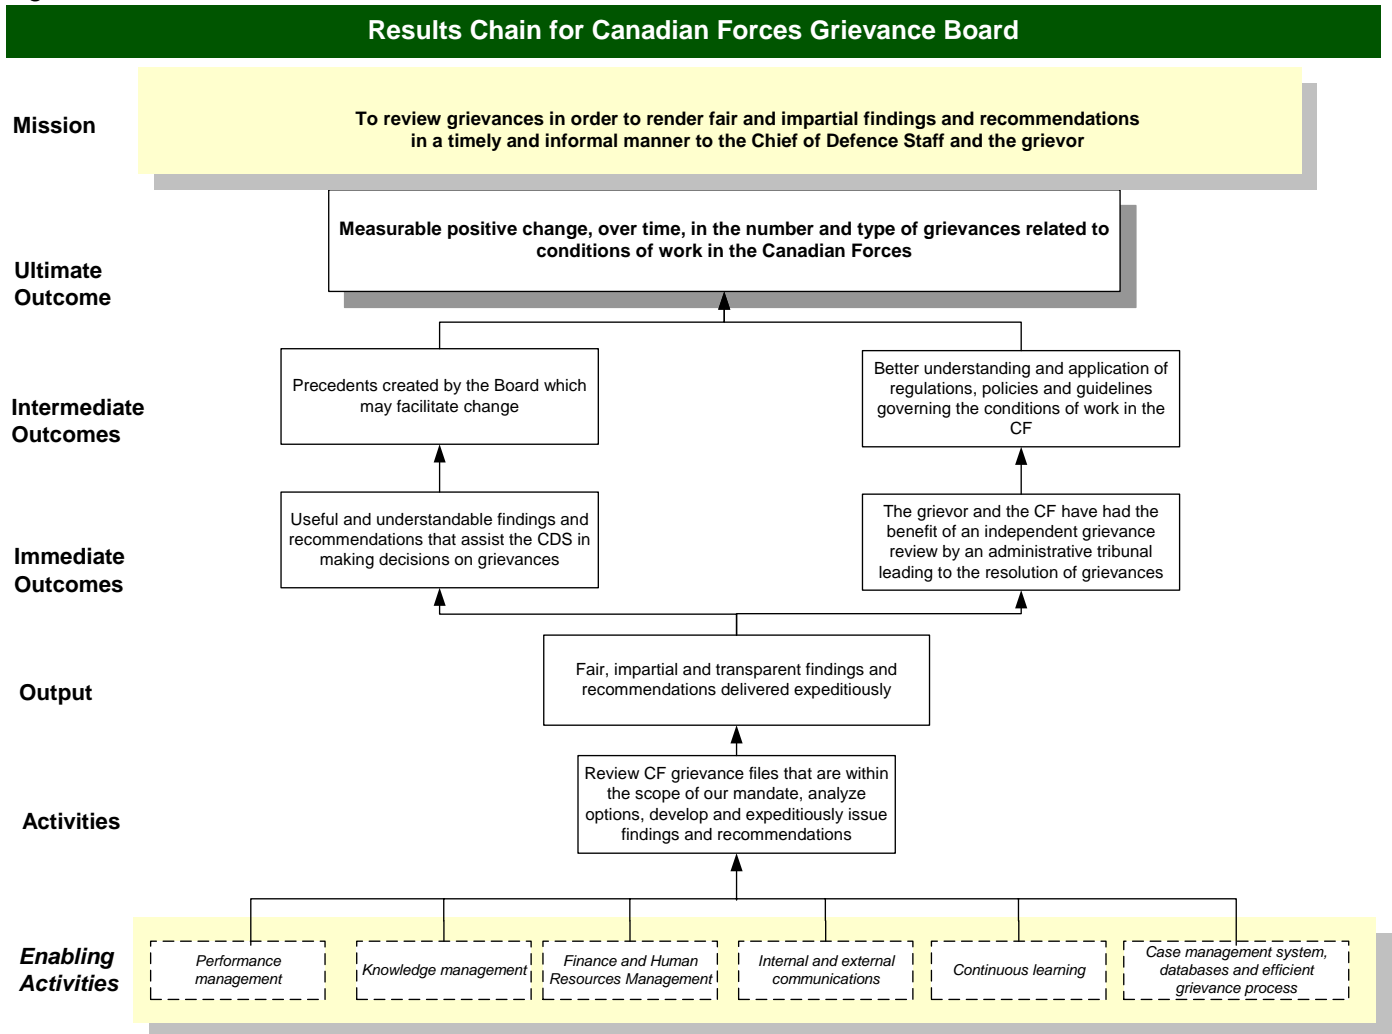 Results Chain for Canadian Forces Grievance Board
Mission
To review grievances in order to render fair and impartial findings and recommendations
in a timely and informal manner to the Chief of Defence Staff and the grievor
Ultimate
Outcome
Measurable positive change, over time, in the number and type of grievances related to
conditions of work in the Canadian Forces
Intermediate
Outcomes
Precedents created by the Board which
may facilitate change
Better understanding and application of
regulations, policies and guidelines
governing the conditions of work in the
CF
Immediate
Outcomes
Useful and understandable findings and
recommendations that assist the CDS in
making decisions on grievances
The grievor and the CF have had the
benefit of an independent grievance
review by an administrative tribunal
leading to the resolution of grievances
Output
Fair, impartial and transparent findings and
recommendations delivered expeditiously
Activities
Review CF grievance files that are within
the scope of our mandate, analyze
options, develop and expeditiously issue
findings and recommendations
Enabling
Activities
Performance
management
Knowledge management
Finance and Human
Resources Management
Internal and external
communications
Continuous learning
Case management system,
databases and efficient
grievance process